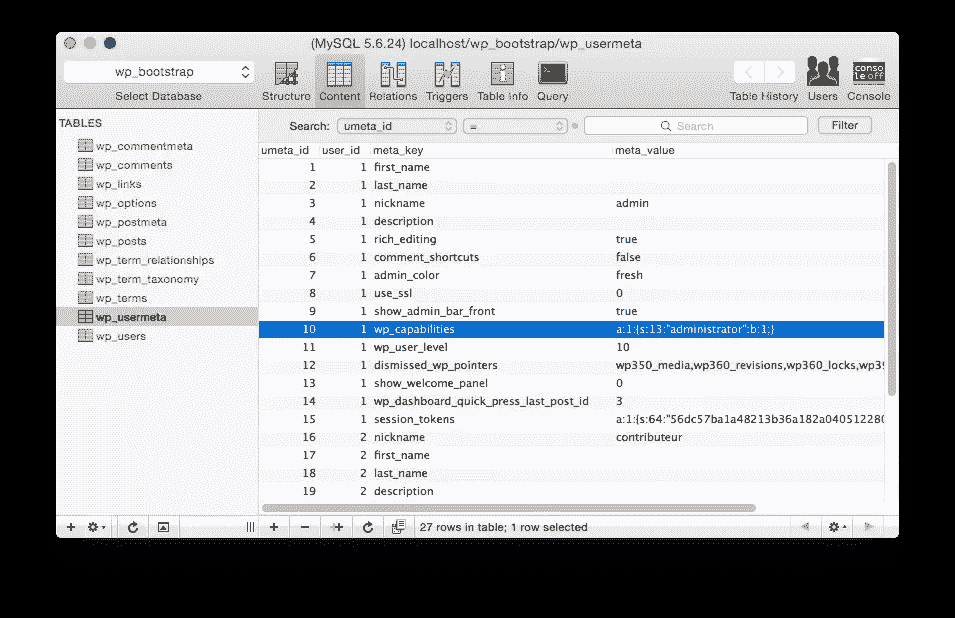 (MySQL 5.6.24) localhost/wp_bootstrap/wp_usermeta
wp_bootstrap
Select Database
Structure Content Relations Triggers Table Info Query
Table History Users Console
conso
le off
TABLES
wp_commentmeta
wp_comments
wp_links
wp_options
wp_postmeta
wp_posts
wp_term_relationships
wp_term_taxonomy
wp_terms
wp_usermeta
wp_users
Search: umeta_id = Search Filter
umeta_id user_id meta_key meta_value
1 1 first_name
2 1 last_name
3 1 nickname admin
4 1 description
5 1 rich_editing true
6 1 comment_shortcuts false
7 1 admin_color fresh
8 1 use_ssl 0
9 1 show_admin_bar_front true
10 1 wp_capabilities a:1:{s:13:"administrator";b:1;}
11 1 wp_user_level 10
12 1 dismissed_wp_pointers wp350_media,wp360_revisions,wp360_locks,wp39
13 1 show_welcome_panel 0
14 1 wp_dashboard_quick_press_last_post_id 3
15 1 session_tokens a:1:{s:64:"56dc57ba1a48213b36a182a040512280
16 2 nickname contributeur
17 2 first_name
18 2 last_name
19 2 description
27 rows in table; 1 row selected